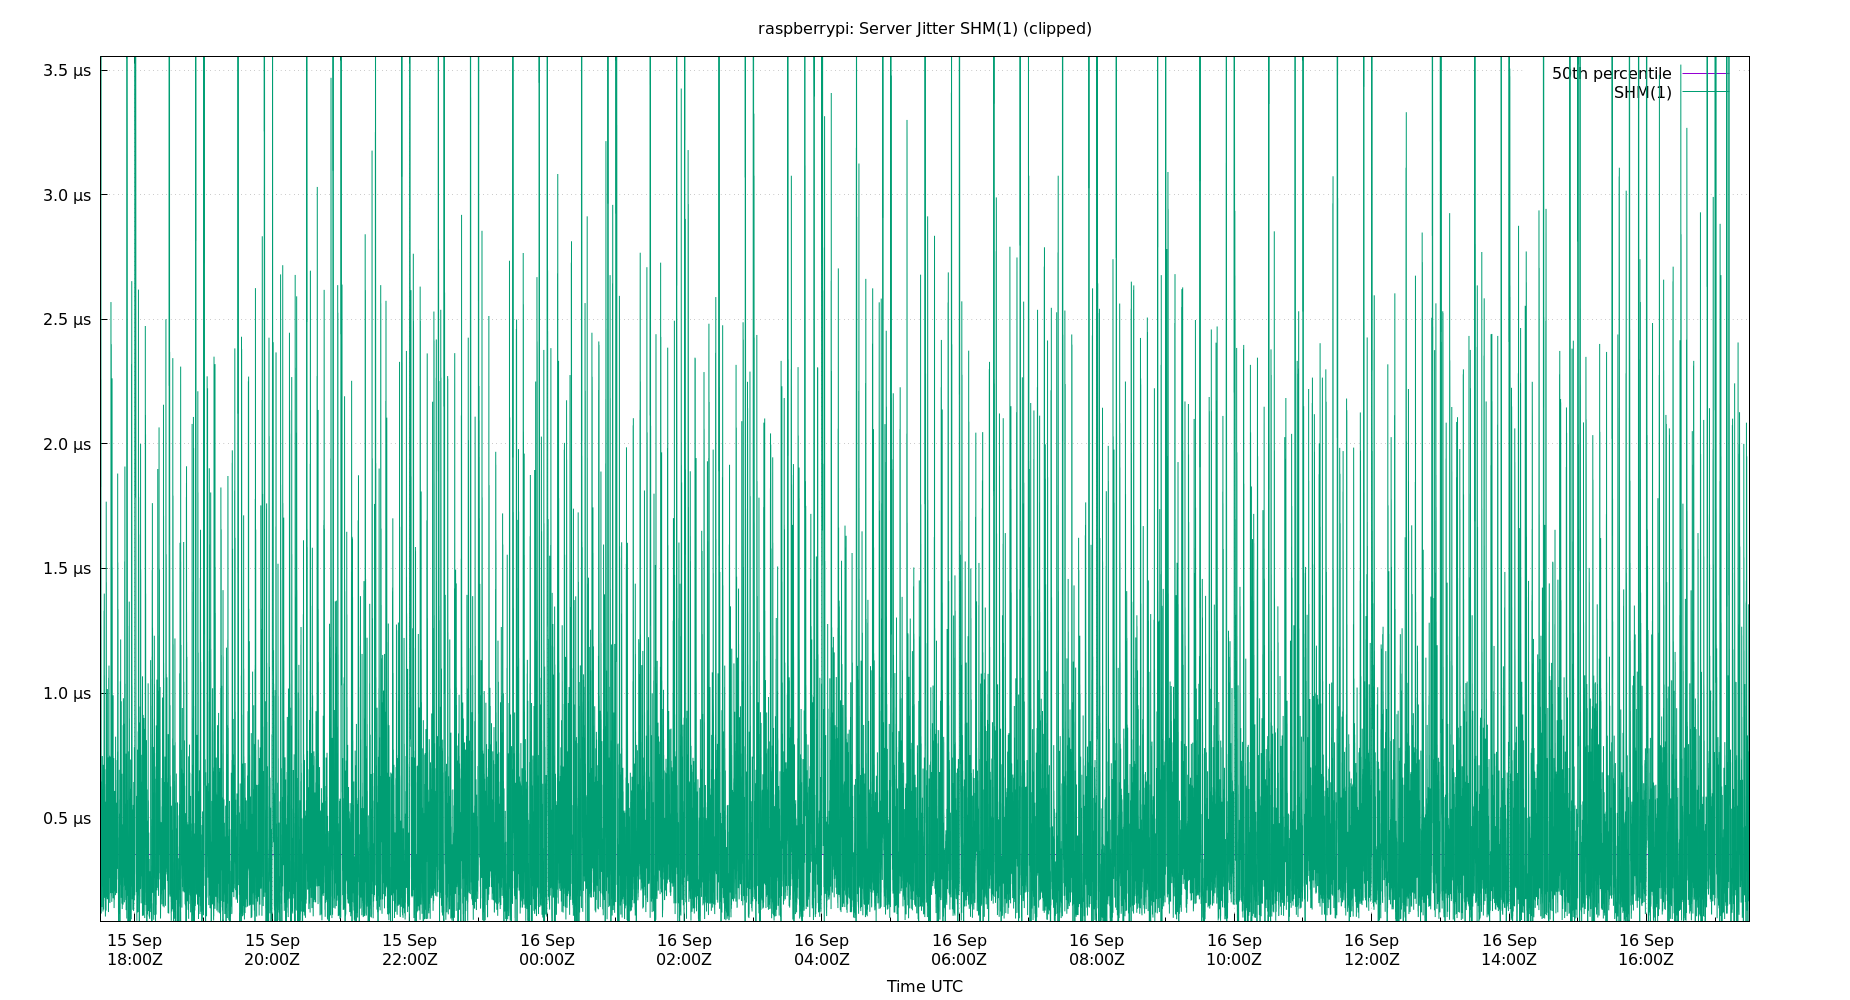 raspberrypi: Server Jitter SHM(1) (clipped)
3.5 µs
3.0 µs
2.5 µs
2.0 µs
1.5 µs
1.0 µs
0.5 µs
50th percentile
SHM(1)
15 Sep 15 Sep 15 Sep 16 Sep 16 Sep 16 Sep 16 Sep 16 Sep 16 Sep 16 Sep 16 Sep 16 Sep
18:00Z 20:00Z 22:00Z 00:00Z 02:00Z 04:00Z 06:00Z 08:00Z 10:00Z 12:00Z 14:00Z 16:00Z
Time UTC